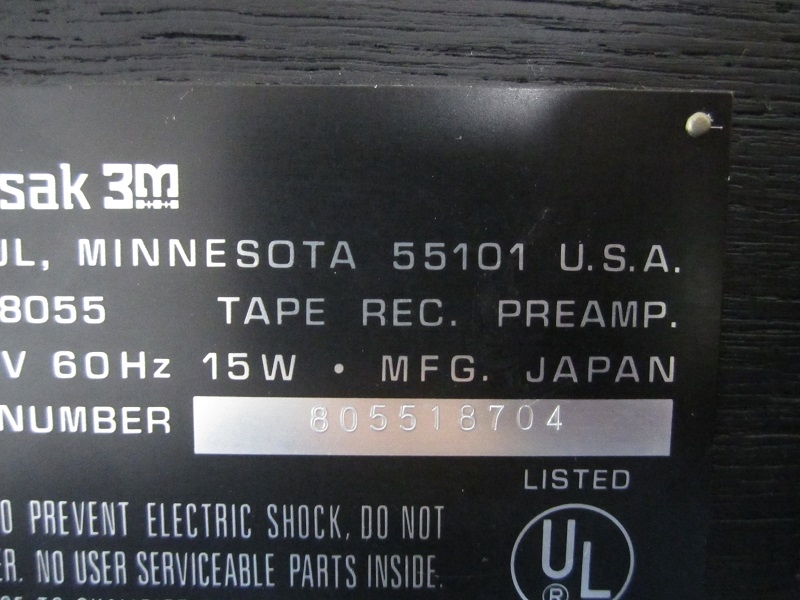 sak 3M
UL, MINNESOTA 55101 U.S.A.
8055 TAPE REC. PREAMP.
V 60Hz 15W • MFG. JAPAN
NUMBER 805518704
LISTED
UL
®
O PREVENT ELECTRIC SHOCK, DO NOT
ER. NO USER SERVICEABLE PARTS INSIDE.